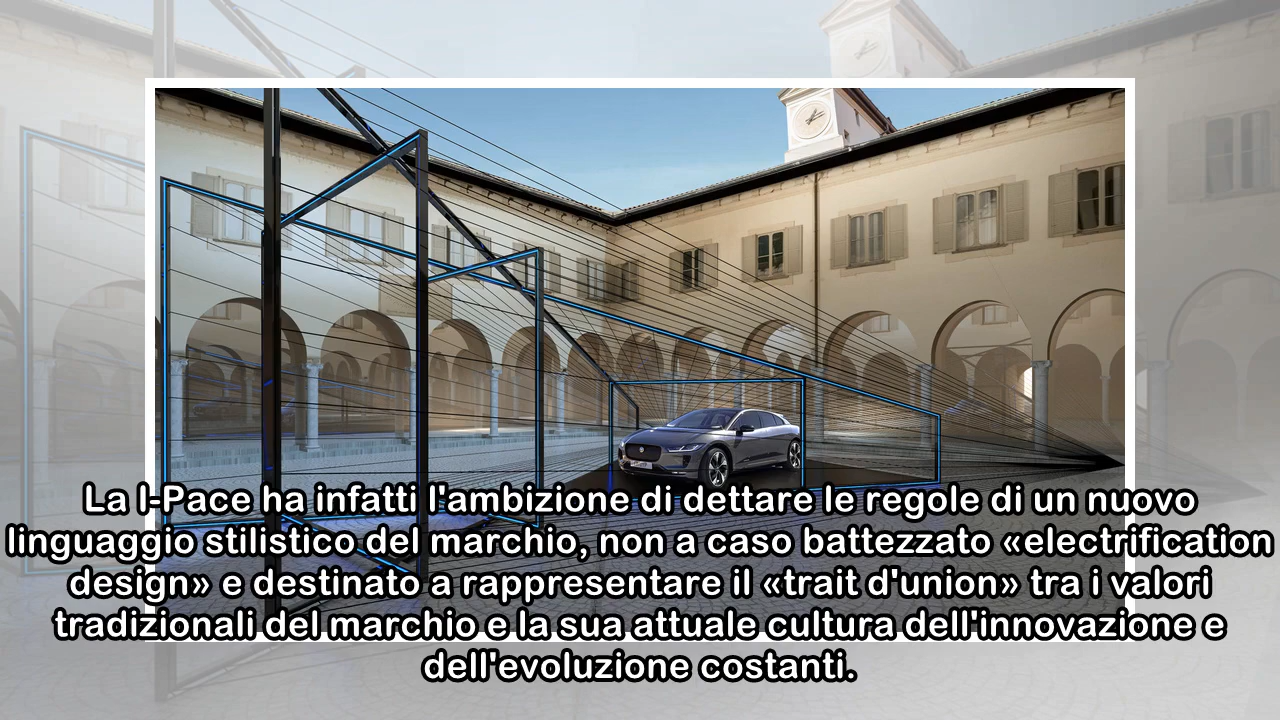 La I-Pace ha infatti l'ambizione di dettare le regole di un nuovo
linguaggio stilistico del marchio, non a caso battezzato «electrification
design» e destinato a rappresentare il «trait d'union» tra i valori
tradizionali del marchio e la sua attuale cultura dell'innovazione e
dell'evoluzione costanti.